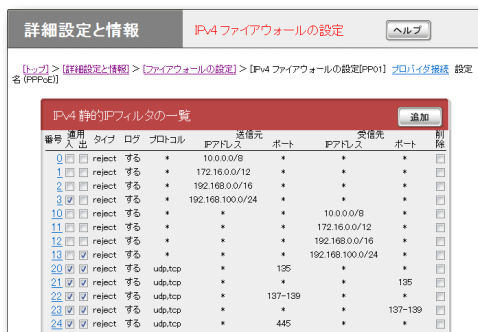 詳細設定と情報 IPv4 ファイアウォールの設定 ヘルプ
[トップ] > [詳細設定と情報] > [ファイアウォールの設定] > [IPv4 ファイアウォールの設定[PP01] プロバイダ接続 設定
名 (PPPoE)]
IPv4 静的IPフィルタの一覧 追加
番号 適用 入 出 タイプ ログ プロトコル 送信元 IPアドレス ポート 受信先 IPアドレス ポート 削除
0 reject する * 10.0.0.0/8 * * *
1 reject する * 172.16.0.0/12 * * *
2 reject する * 192.168.0.0/16 * * *
3 reject する * 192.168.100.0/24 * * *
10 reject する * * * 10.0.0.0/8 *
11 reject する * * * 172.16.0.0/12 *
12 reject する * * * 192.168.0.0/16 *
13 reject する * * * 192.168.100.0/24 *
20 reject する udp,tcp * 135 * *
21 reject する udp,tcp * * * 135
22 reject する udp,tcp * 137-139 * *
23 reject する udp,tcp * * * 137-139
24 reject する udp,tcp * 445 * *